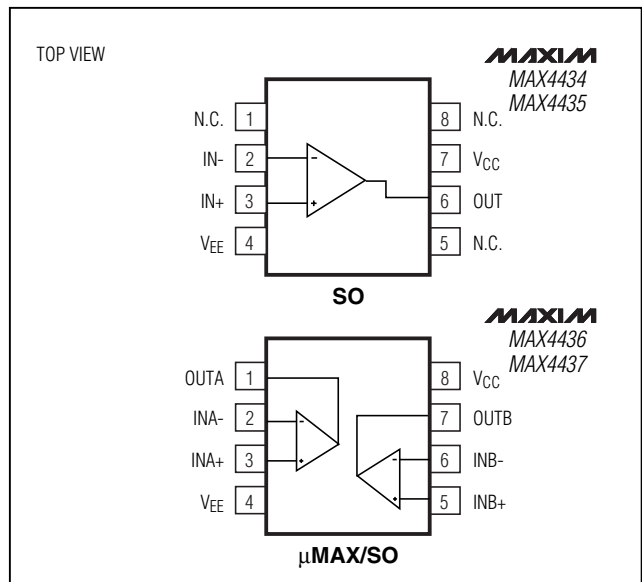 TOP VIEW
MAXIM
MAX4434
MAX4435
N.C. 1
8 N.C.
IN- 2
-
7 VCC
IN+ 3
+
6 OUT
VEE 4
5 N.C.
SO
MAXIM
MAX4436
MAX4437
OUTA 1
8 VCC
INA- 2
-
7 OUTB
INA+ 3
+
-
6 INB-
VEE 4
+
5 INB+
µMAX/SO